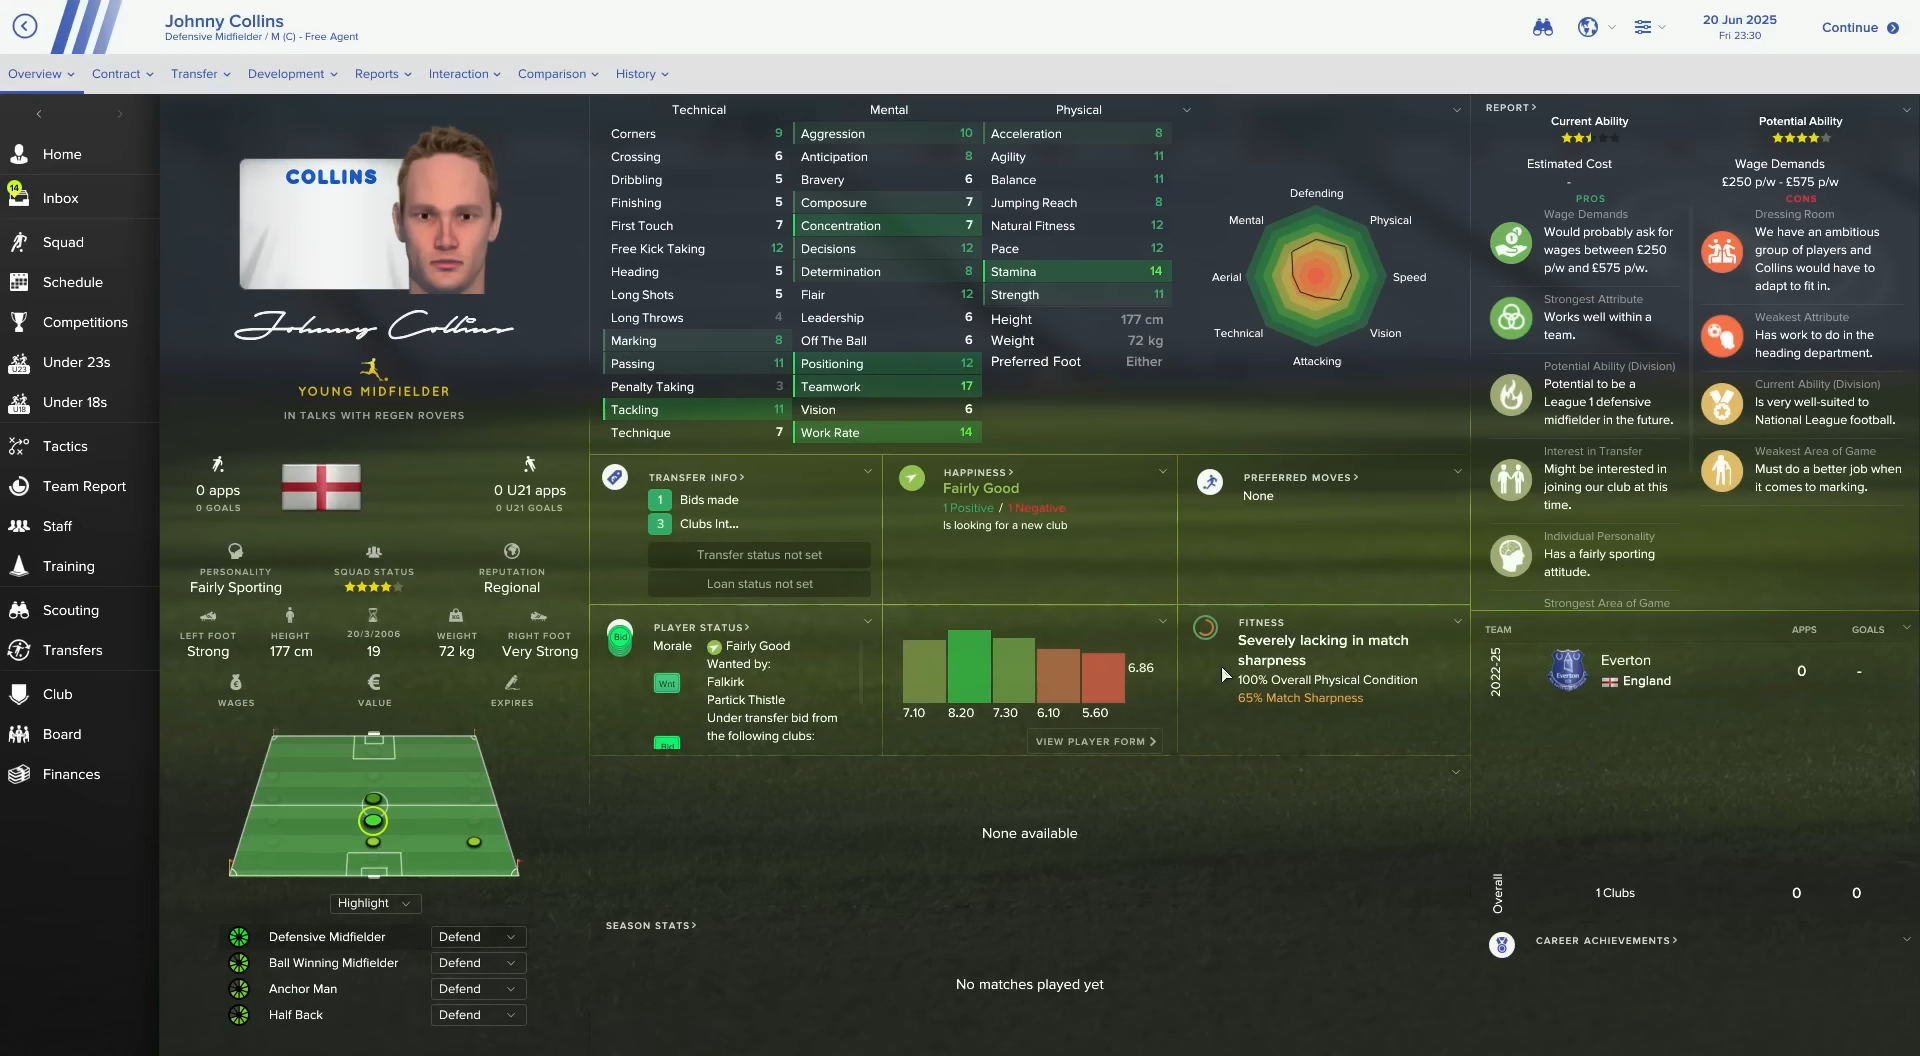 Johnny Collins
Defensive Midfielder / M (C) - Free Agent
20 Jun 2025
Fri 23:30
Continue
Overview
Contract
Transfer
Development
Reports
Interaction
Comparison
History
Home
14
Inbox
Squad
Schedule
Competitions
U23
Under 23s
U18
Under 18s
Tactics
Team Report
Staff
Training
Scouting
Transfers
Club
Board
Finances
COLLINS
Johnny Collins
YOUNG MIDFIELDER
IN TALKS WITH REGEN ROVERS
0 apps
0 GOALS
0 U21 apps
0 U21 GOALS
PERSONALITY
Fairly Sporting
SQUAD STATUS
REPUTATION
Regional
LEFT FOOT
Strong
HEIGHT
177 cm
20/3/2006
19
WEIGHT
72 kg
RIGHT FOOT
Very Strong
WAGES
VALUE
EXPIRES
Highlight
Defensive Midfielder Defend
Ball Winning Midfielder Defend
Anchor Man Defend
Half Back Defend
Technical
Corners 9
Crossing 6
Dribbling 5
Finishing 5
First Touch 7
Free Kick Taking 12
Heading 5
Long Shots 5
Long Throws 4
Marking 8
Passing 11
Penalty Taking 3
Tackling 11
Technique 7
Mental
Aggression 10
Anticipation 8
Bravery 6
Composure 7
Concentration 7
Decisions 12
Determination 8
Flair 12
Leadership 6
Off The Ball 6
Positioning 12
Teamwork 17
Vision 6
Work Rate 14
Physical
Acceleration 8
Agility 11
Balance 11
Jumping Reach 8
Natural Fitness 12
Pace 12
Stamina 14
Strength 11
Height 177 cm
Weight 72 kg
Preferred Foot Either
Defending
Physical
Speed
Vision
Attacking
Technical
Aerial
Mental
TRANSFER INFO>
1 Bids made
3 Clubs Int...
Transfer status not set
Loan status not set
HAPPINESS>
Fairly Good
1 Positive / 1 Negative
Is looking for a new club
PREFERRED MOVES>
None
Bid
PLAYER STATUS>
Morale Fairly Good
Wnt
Wanted by:
Falkirk
Partick Thistle
Bid
Under transfer bid from
the following clubs:
6.86
7.10 8.20 7.30 6.10 5.60
VIEW PLAYER FORM >
FITNESS
Severely lacking in match
sharpness
100% Overall Physical Condition
65% Match Sharpness
None available
SEASON STATS>
No matches played yet
REPORT>
Current Ability
Potential Ability
Estimated Cost
-
Wage Demands
£250 p/w - £575 p/w
PROS
Wage Demands
Would probably ask for
wages between £250
p/w and £575 p/w.
Strongest Attribute
Works well within a
team.
Potential Ability (Division)
Potential to be a
League 1 defensive
midfielder in the future.
Interest in Transfer
Might be interested in
joining our club at this
time.
Individual Personality
Has a fairly sporting
attitude.
Strongest Area of Game
CONS
Dressing Room
We have an ambitious
group of players and
Collins would have to
adapt to fit in.
Weakest Attribute
Has work to do in the
heading department.
Current Ability (Division)
Is very well-suited to
National League football.
Weakest Area of Game
Must do a better job when
it comes to marking.
TEAM APPS GOALS
2022-25
Everton
Everton
England
0 -
Overall
1 Clubs 0 0
CAREER ACHIEVEMENTS>